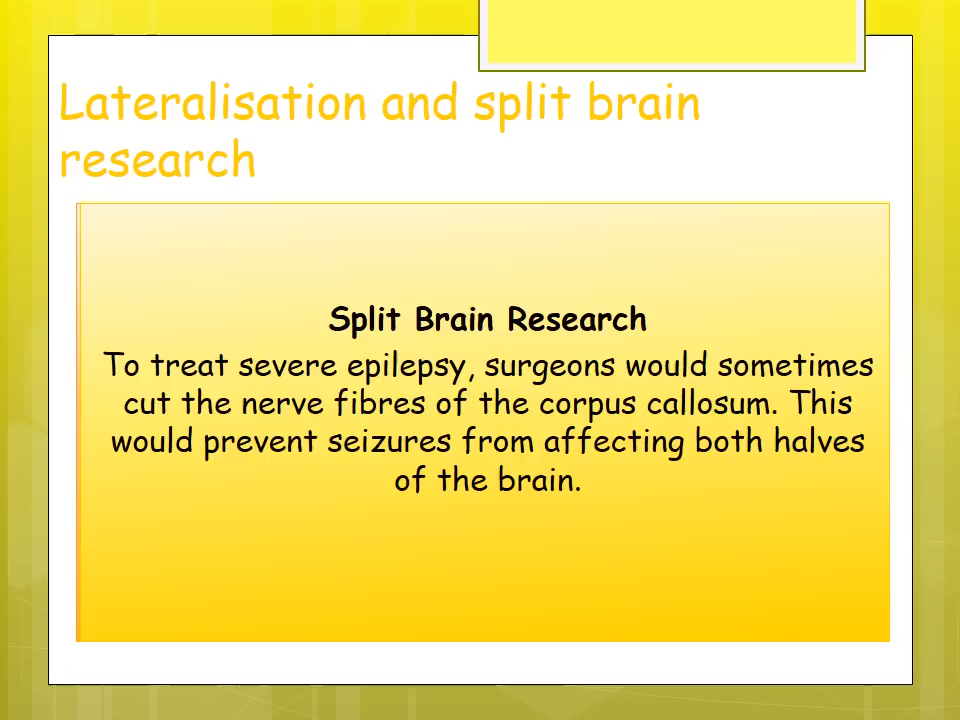 Lateralisation and split brain
research
Split Brain Research
To treat severe epilepsy, surgeons would sometimes
cut the nerve fibres of the corpus callosum. This
would prevent seizures from affecting both halves
of the brain.